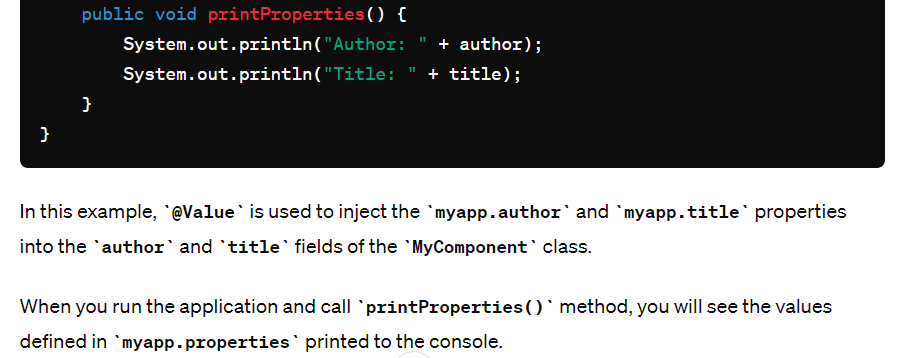 public void printProperties() {
System.out.println("Author: " + author);
System.out.println("Title: " + title);
}
}
In this example, `@Value` is used to inject the `myapp.author` and `myapp.title` properties
into the `author` and `title` fields of the `MyComponent` class.
When you run the application and call `printProperties()` method, you will see the values
defined in `myapp.properties` printed to the console.